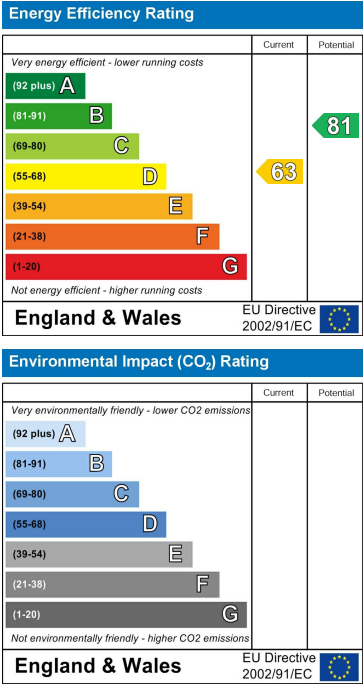 Energy Efficiency Rating
Current Potential
Very energy efficient - lower running costs
(92 plus) A
(81-91) B
81
(69-80) C
(55-68) D
63
(39-54) E
(21-38) F
(1-20) G
Not energy efficient - higher running costs
England & Wales
EU Directive
2002/91/EC
Environmental Impact (CO₂) Rating
Current Potential
Very environmentally friendly - lower CO2 emissions
(92 plus) A
(81-91) B
(69-80) C
(55-68) D
(39-54) E
(21-38) F
(1-20) G
Not environmentally friendly - higher CO2 emissions
England & Wales
EU Directive
2002/91/EC